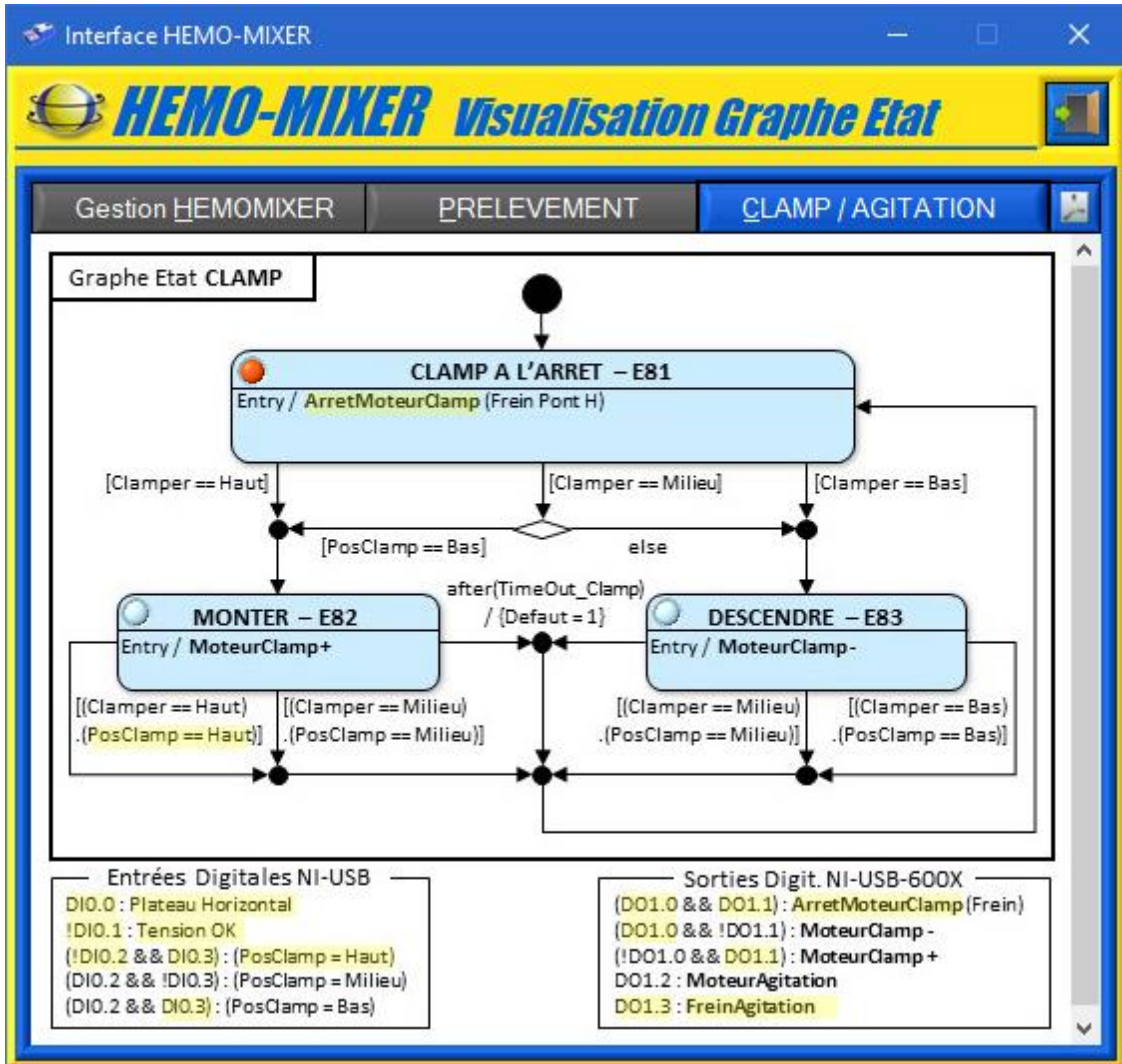 Interface HEMO-MIXER
HEMO-MIXER Visualisation Graphe Etat
Gestion HEMOMIXER
PRELEVEMENT
CLAMP / AGITATION
Graphe Etat CLAMP
CLAMP A L'ARRET – E81
Entry / ArretMoteurClamp (Frein Pont H)
[Clamper == Haut]
[Clamper == Milieu]
[Clamper == Bas]
[PosClamp == Bas]
else
after(TimeOut_Clamp)
/ {Defaut = 1}
MONTER – E82
Entry / MoteurClamp+
DESCENDRE – E83
Entry / MoteurClamp-
[(Clamper == Haut)
.(PosClamp == Haut)]
[(Clamper == Milieu)
.(PosClamp == Milieu)]
[(Clamper == Milieu)
.(PosClamp == Milieu)]
[(Clamper == Bas)
.(PosClamp == Bas)]
Entrées Digitales NI-USB
DI0.0 : Plateau Horizontal
!DI0.1 : Tension OK
(!DI0.2 && DI0.3) : (PosClamp = Haut)
(DI0.2 && !DI0.3) : (PosClamp = Milieu)
(DI0.2 && DI0.3) : (PosClamp = Bas)
Sorties Digit. NI-USB-600X
(DO1.0 && DO1.1) : ArretMoteurClamp (Frein)
(DO1.0 && !DO1.1) : MoteurClamp -
(!DO1.0 && DO1.1) : MoteurClamp +
DO1.2 : MoteurAgitation
DO1.3 : FreinAgitation